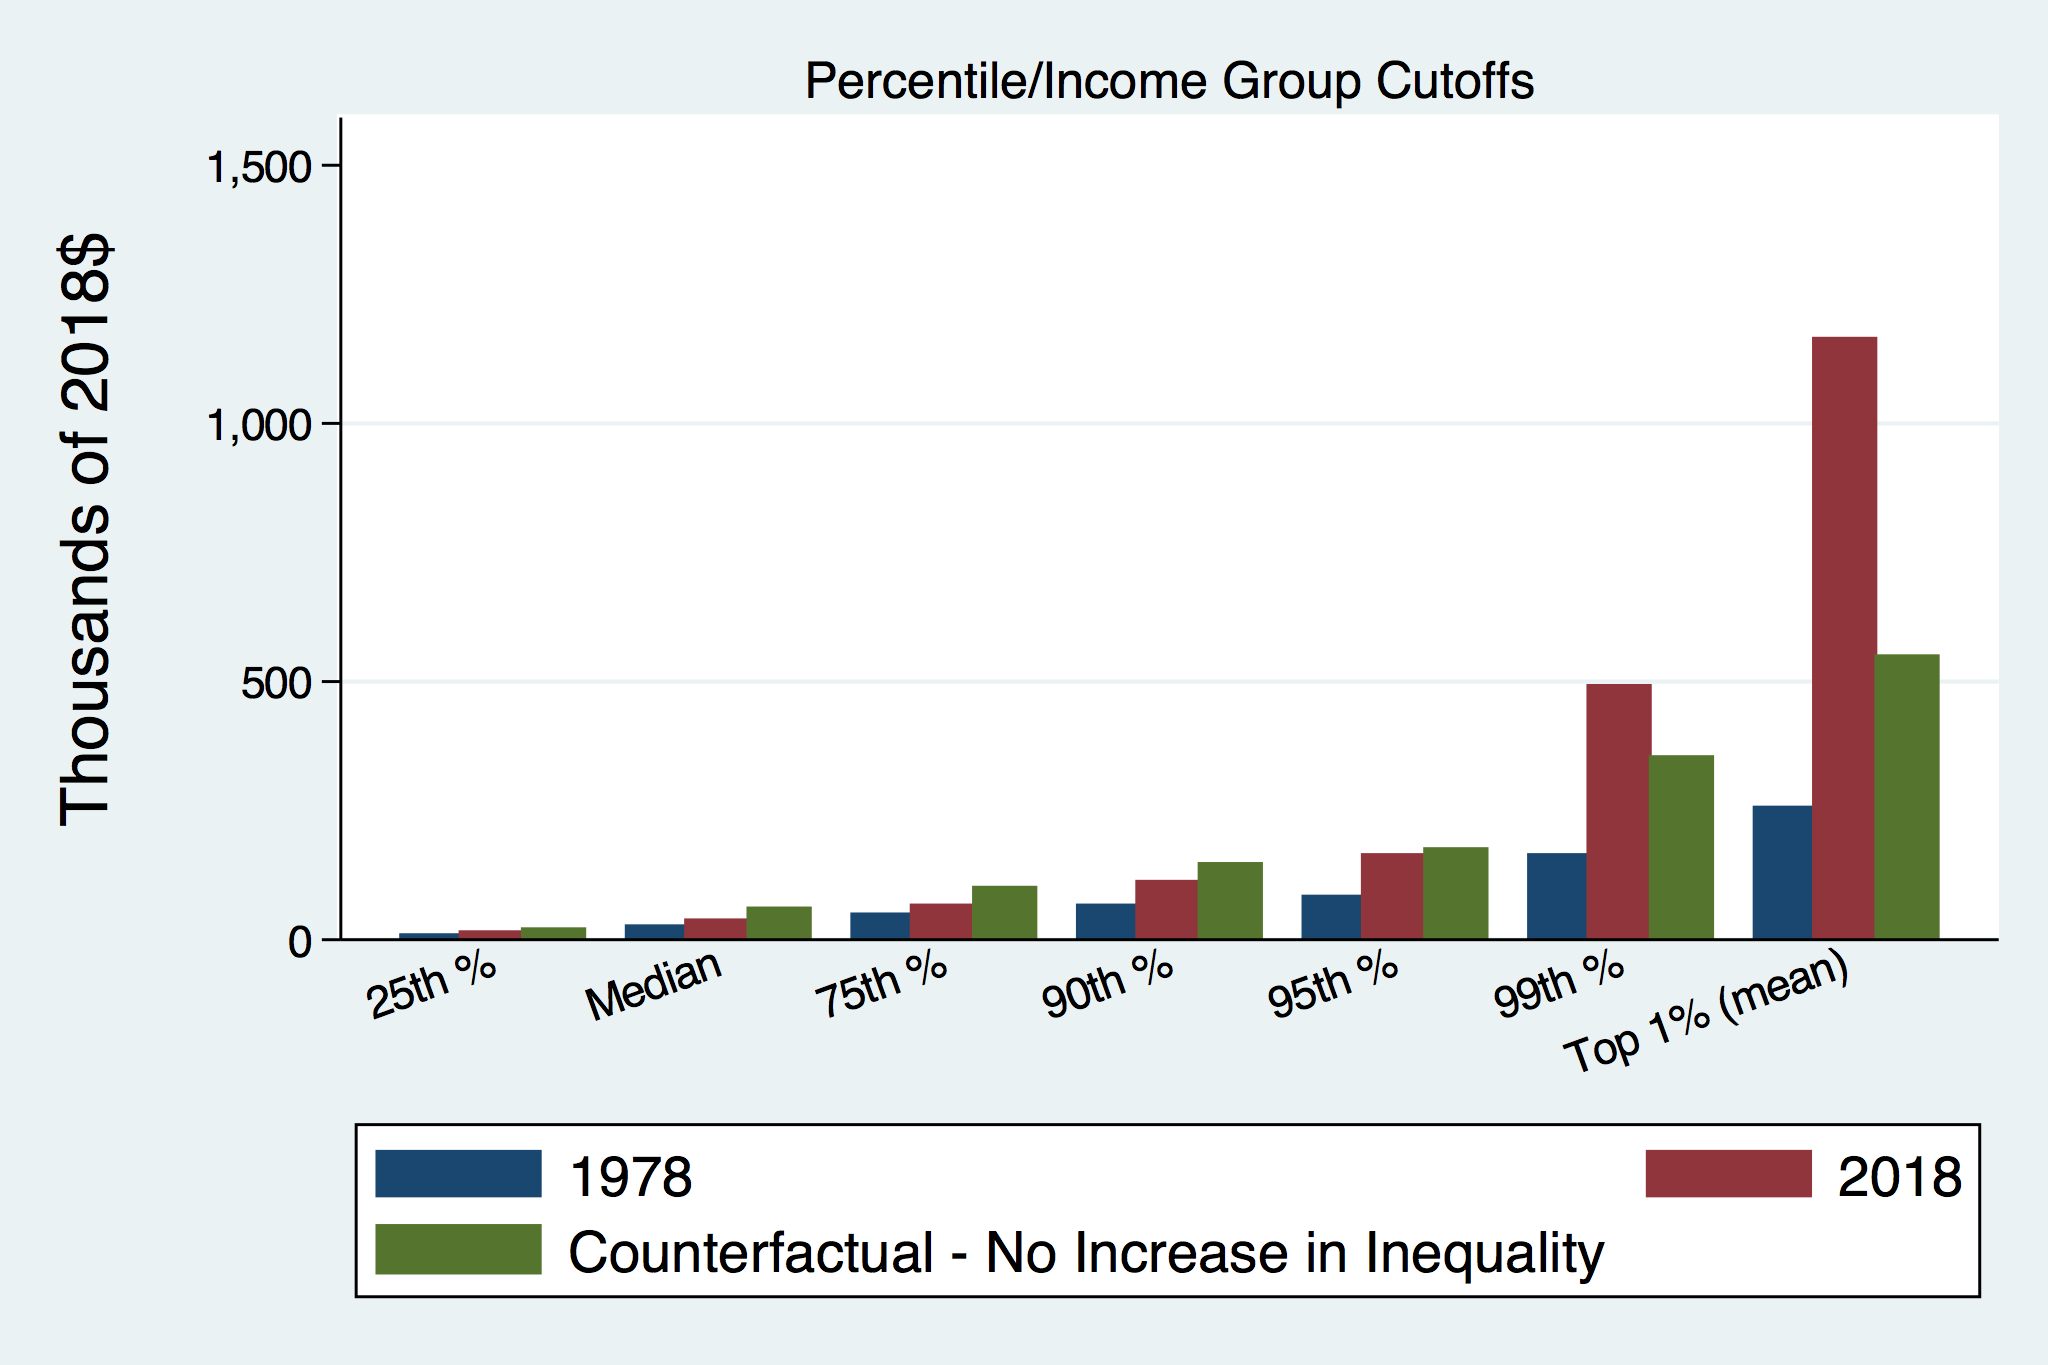 Percentile/Income Group Cutoffs
Thousands of 2018$
1,500
1,000
500
0
25th %
Median
75th %
90th %
95th %
99th %
Top 1% (mean)
1978
2018
Counterfactual - No Increase in Inequality